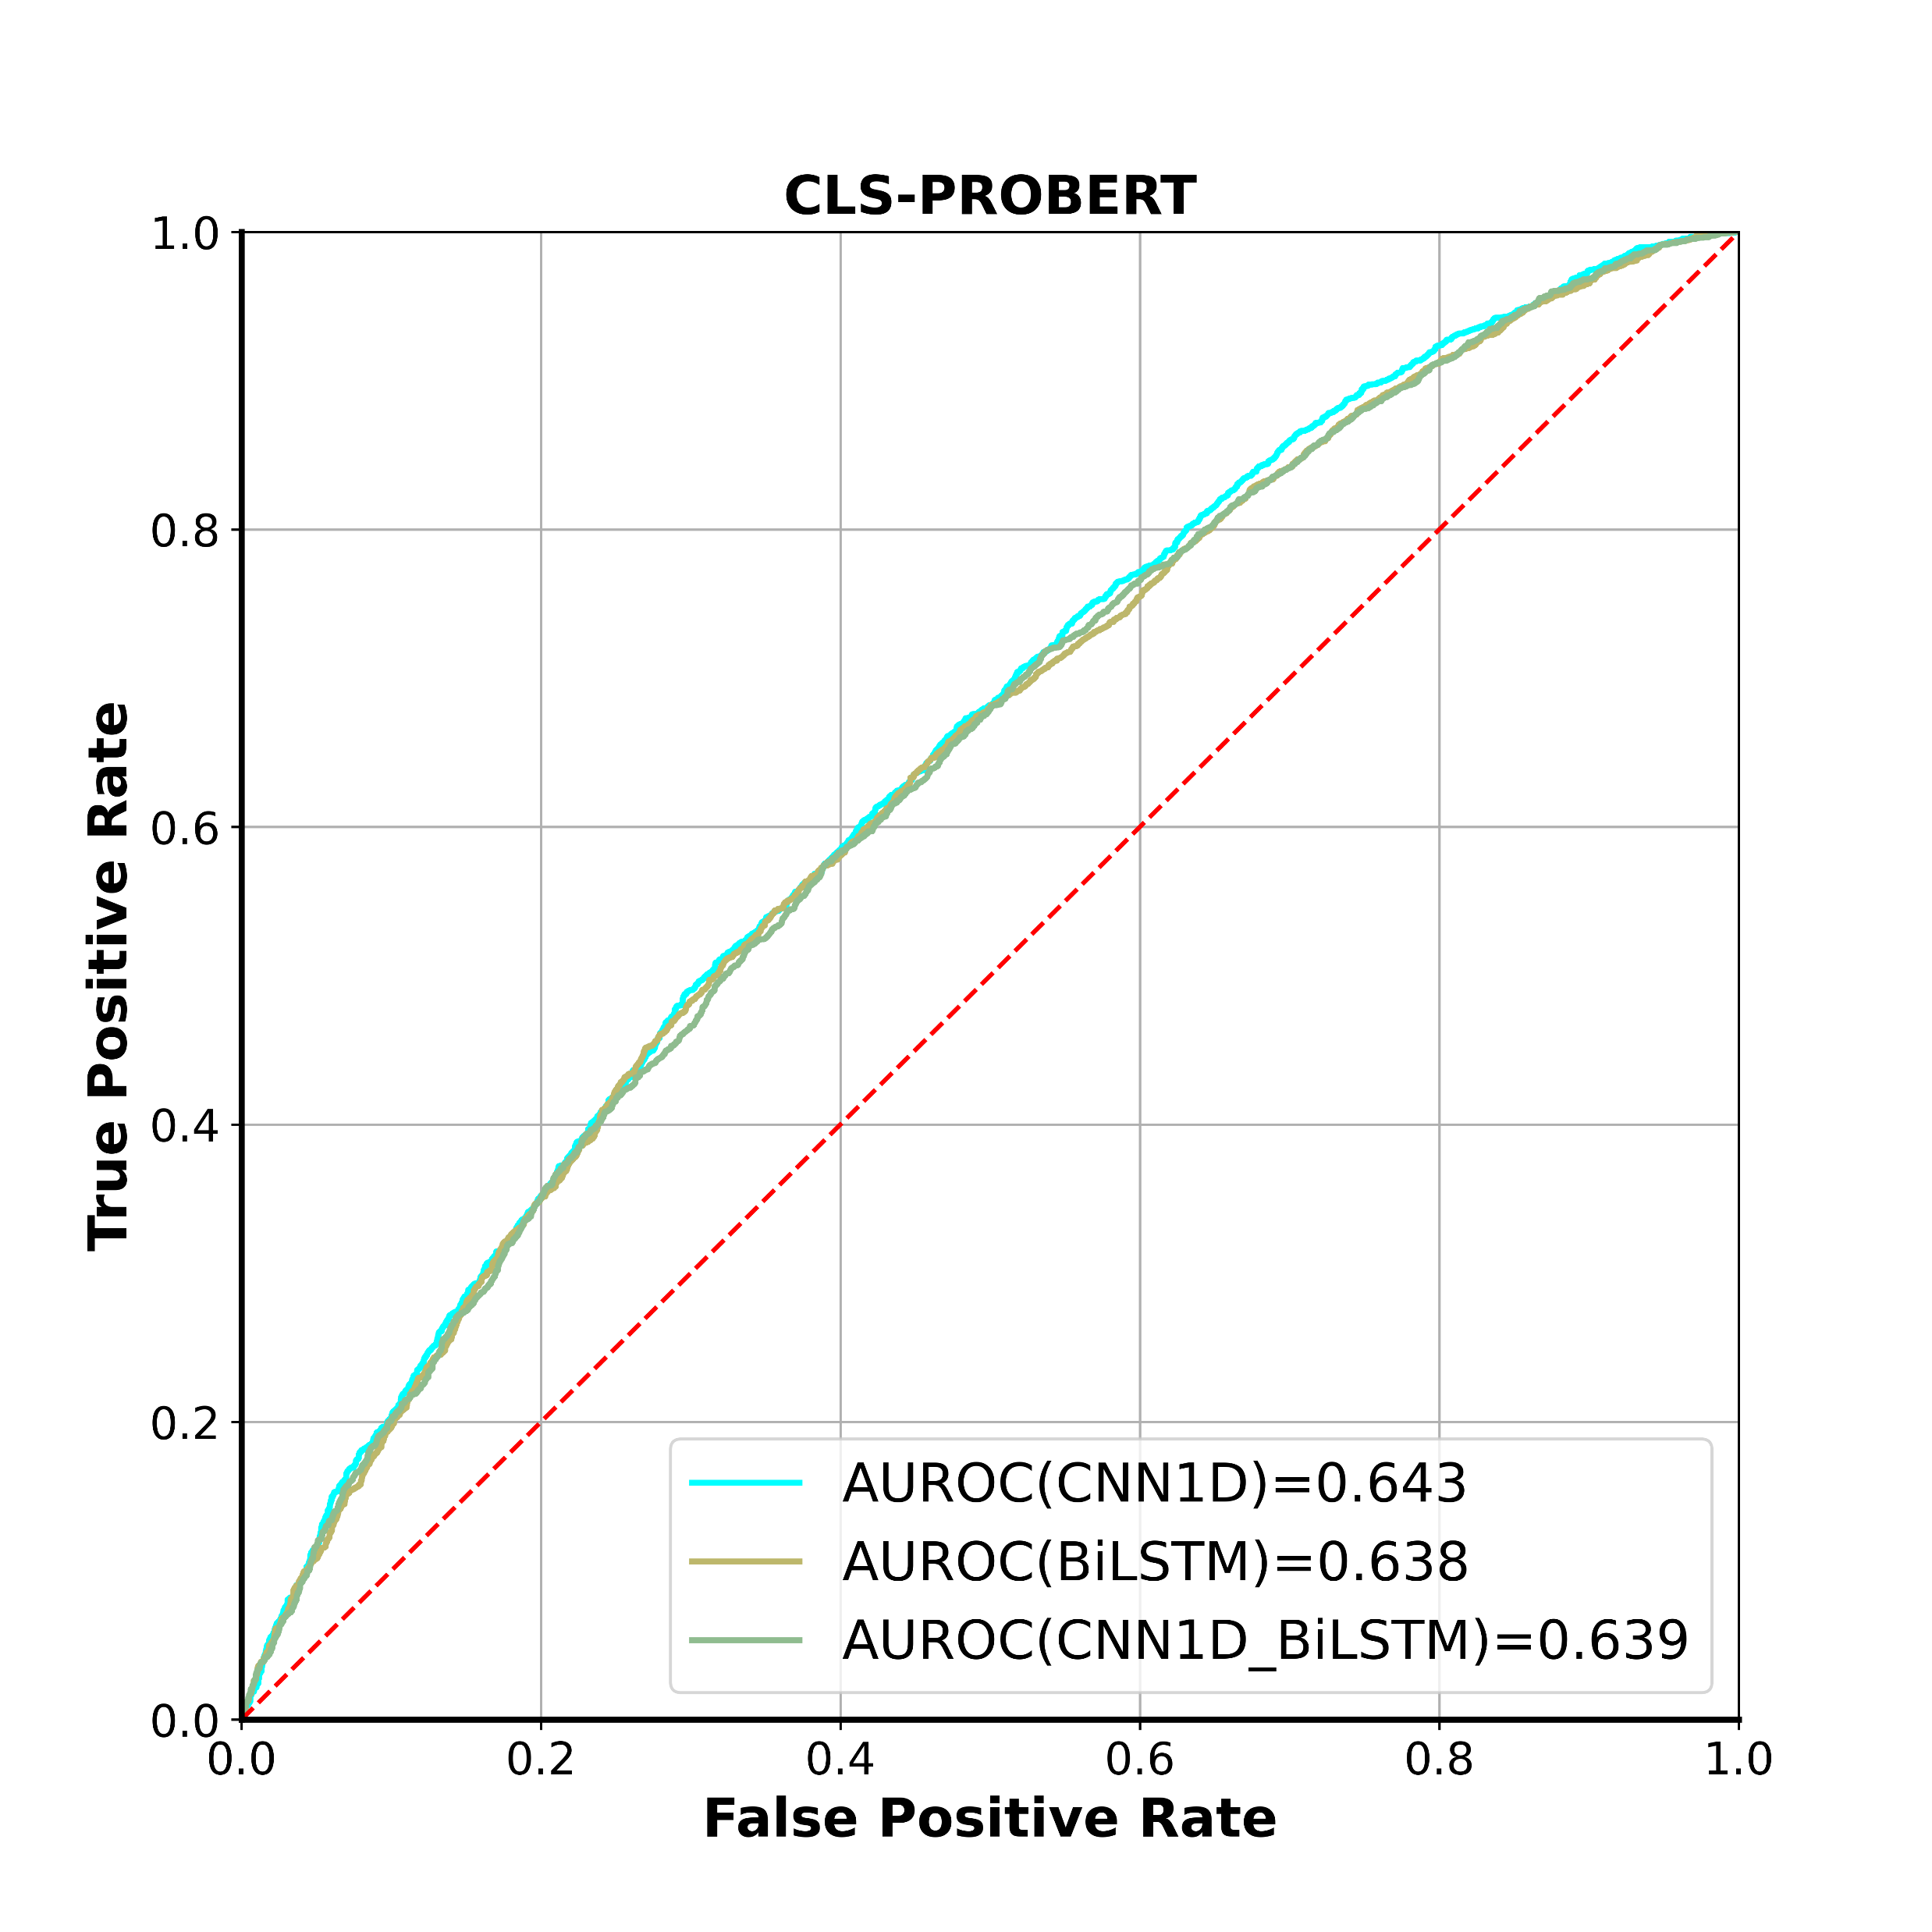 CLS-PROBERT
1.0
0.8
0.6
0.4
0.2
0.0
True Positive Rate
AUROC(CNN1D)=0.643
AUROC(BiLSTM)=0.638
AUROC(CNN1D_BiLSTM)=0.639
0.0 0.2 0.4 0.6 0.8 1.0
False Positive Rate